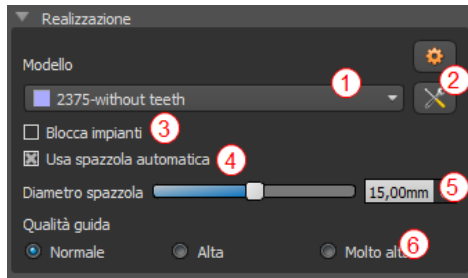 Realizzazione
Modello
2375-without teeth
1
2
Blocca impianti
3
Usa spazzola automatica
4
Diametro spazzola
15,00mm
5
Qualità guida
Normale
Alta
Molto alta
6